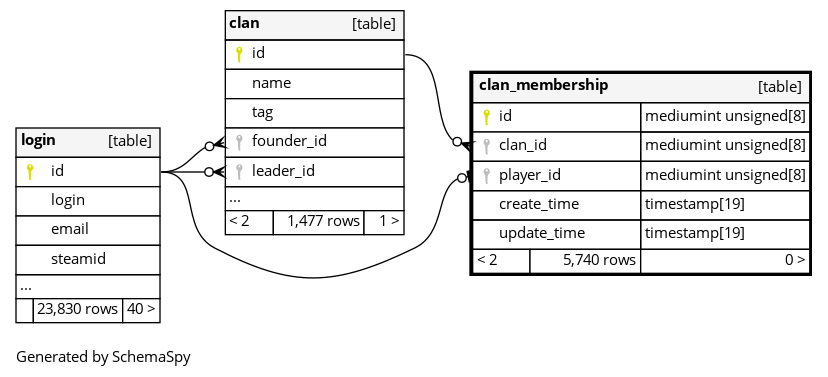 clan [table]
id
name
tag
founder_id
leader_id
...
< 2 1,477 rows 1 >
clan_membership [table]
id mediumint unsigned[8]
clan_id mediumint unsigned[8]
player_id mediumint unsigned[8]
create_time timestamp[19]
update_time timestamp[19]
< 2 5,740 rows 0 >
login [table]
id
login
email
steamid
...
23,830 rows 40 >
Generated by SchemaSpy